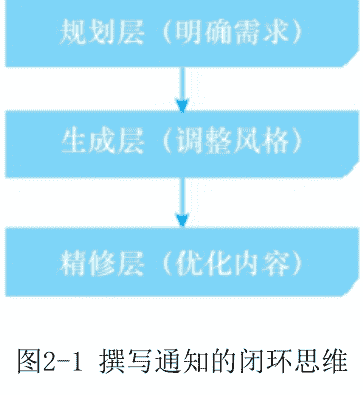 规划层（明确需求）
生成层（调整风格）
精修层（优化内容）
图2-1 撰写通知的闭环思维